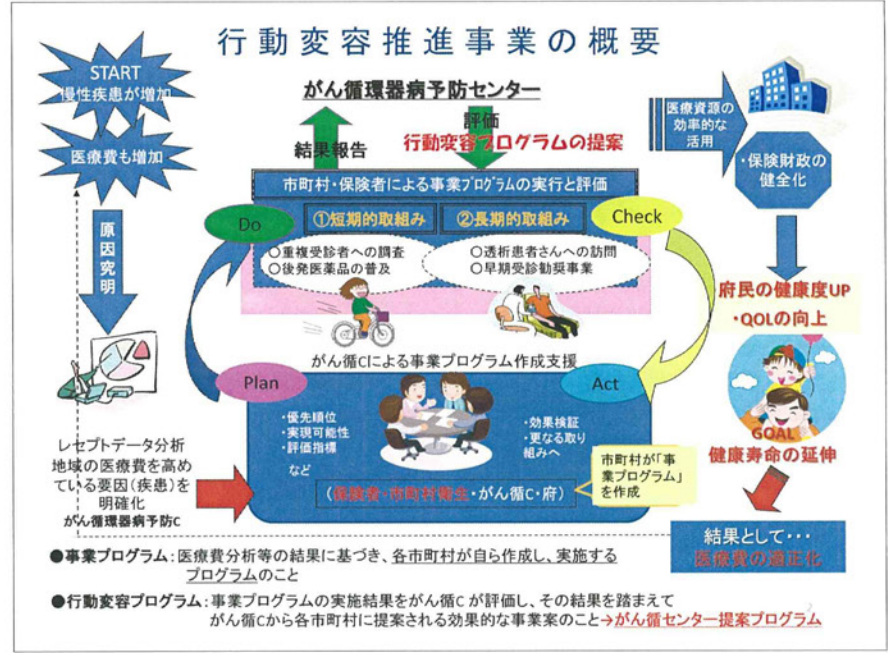 行動変容推進事業の概要
START
慢性疾患が増加
医療費も増加
原因究明
レセプトデータ分析
地域の医療費を高め
ている要因(疾患)を
明確化
がん循環器病予防C
がん循環器病予防センター
結果報告
評価
行動変容プログラムの提案
市町村・保険者による事業プログラムの実行と評価
①短期的取組み
②長期的取組み
○重複受診者への調査
○後発医薬品の普及
○透析患者さんへの訪問
○早期受診勧奨事業
Do
Check
Plan
Act
がん循Cによる事業プログラム作成支援
・優先順位
・実現可能性
・評価指標
など
・効果検証
・更なる取り
組みへ
(保険者・市町村衛生・がん循C・府)
市町村が「事
業プログラム」
を作成
医療資源の
効率的な
活用
・保険財政の
健全化
府民の健康度UP
・QOLの向上
GOAL
健康寿命の延伸
結果として・・・
医療費の適正化
●事業プログラム:医療費分析等の結果に基づき、各市町村が自ら作成し、実施する
プログラムのこと
●行動変容プログラム:事業プログラムの実施結果をがん循Cが評価し、その結果を踏まえて
がん循Cから各市町村に提案される効果的な事業案のこと→がん循センター提案プログラム
2